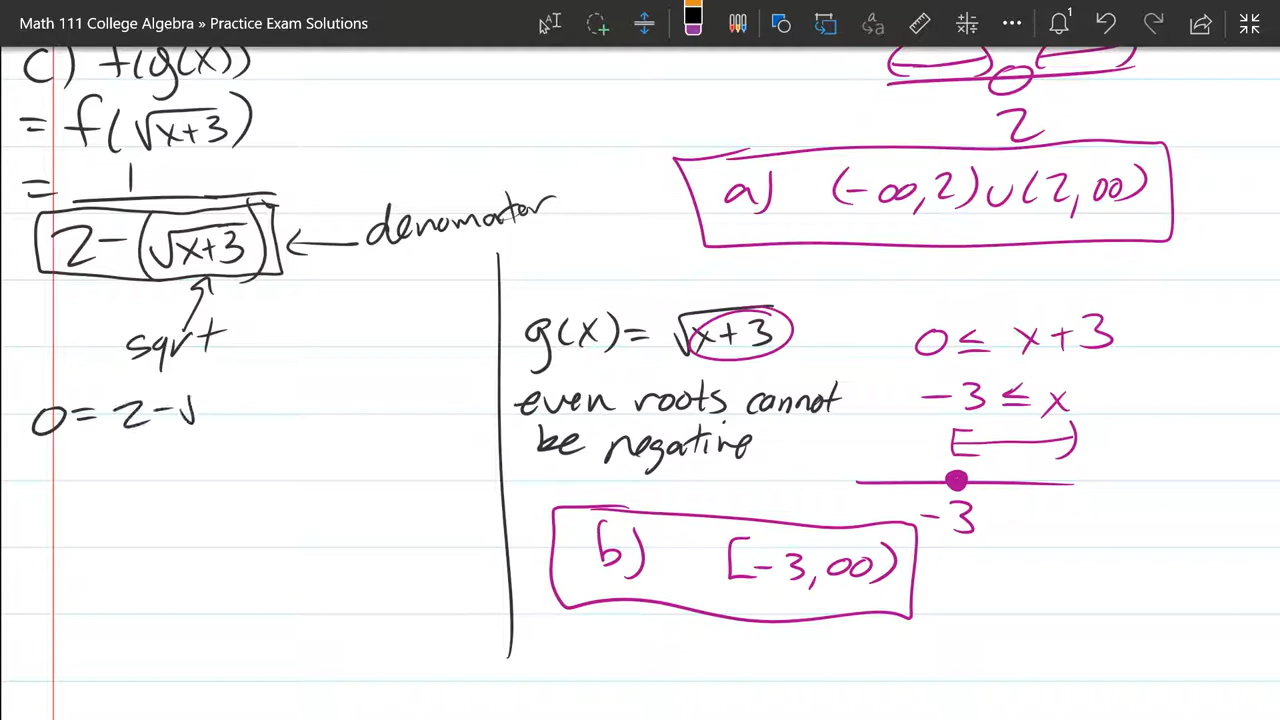 Math 111 College Algebra » Practice Exam Solutions
c) f(g(x))
= f(√x+3)
= 1
2-(√x+3) ← denomator
sqrt
0= 2-√
2
a) (-∞,2)∪(2,∞)
g(x)= √x+3
even roots cannot
be negative
0≤ x+3
-3 ≤ x
[ )
-3
b) [-3,∞)